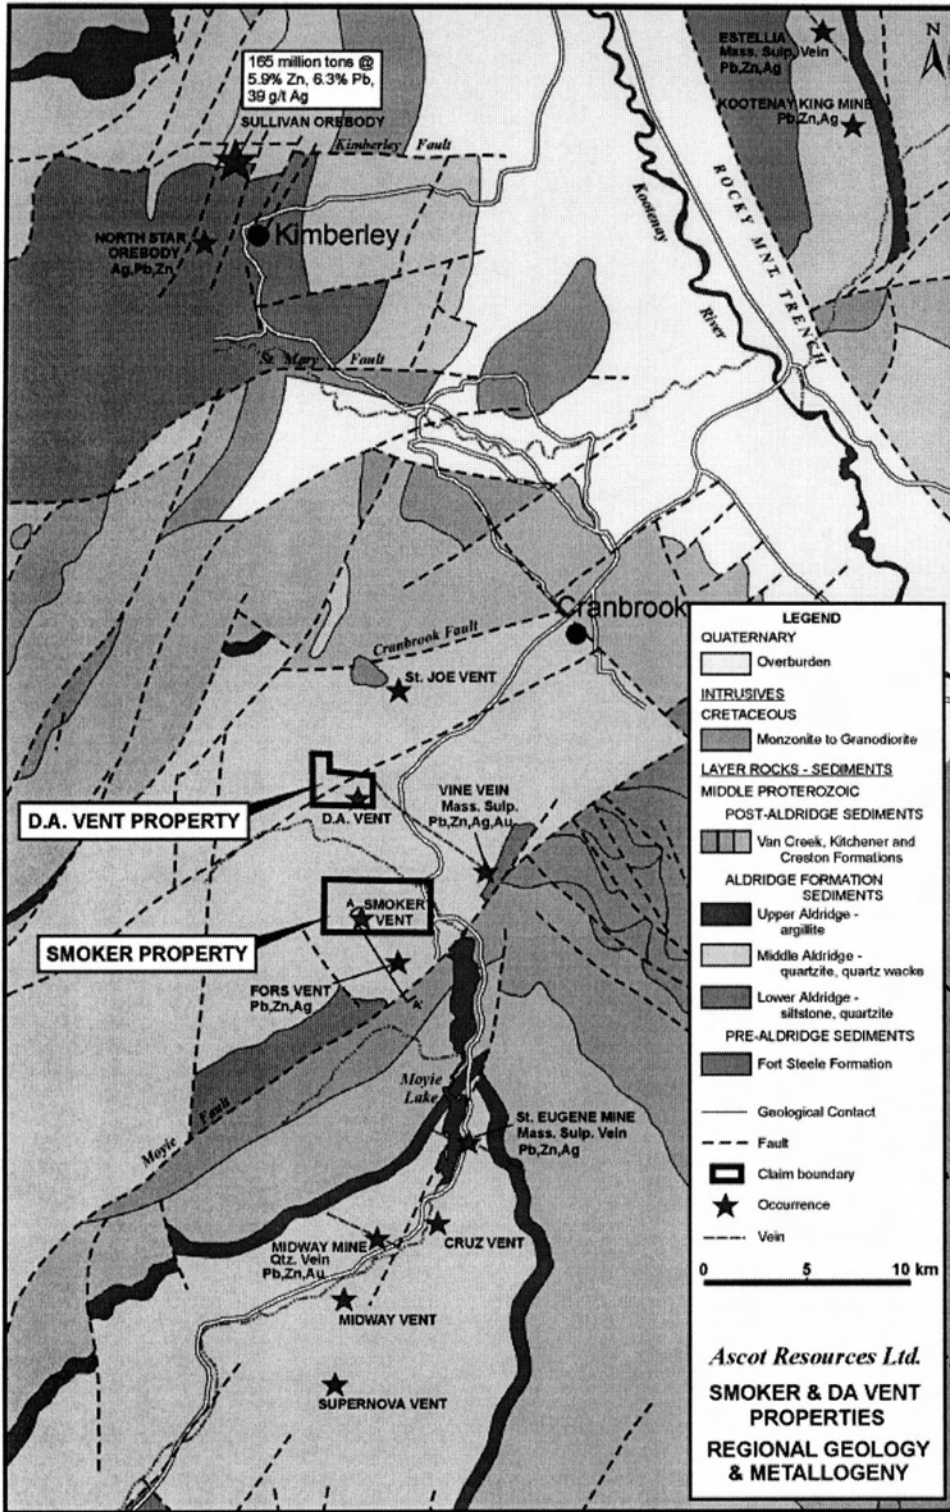 165 million tons @
5.9% Zn, 6.3% Pb,
39 g/t Ag
SULLIVAN OREBODY
Kimberley Fault
ESTELLIA
Mass. Sulp. Vein
Pb,Zn,Ag
N
KOOTENAY KING MINE
Pb,Zn,Ag
NORTH STAR
OREBODY
Ag,Pb,Zn
Kimberley
Kootenay
River
ROCKY MNT. TRENCH
St. Mary Fault
Cranbrook
Cranbrook Fault
St. JOE VENT
D.A. VENT PROPERTY
D.A. VENT
VINE VEIN
Mass. Sulp.
Pb,Zn,Ag,Au
SMOKER PROPERTY
A
SMOKER
VENT
FORS VENT
Pb,Zn,Ag
Moyie
Lake
Moyie Fault
St. EUGENE MINE
Mass. Sulp. Vein
Pb,Zn,Ag
MIDWAY MINE
Qtz. Vein
Pb,Zn,Au
CRUZ VENT
MIDWAY VENT
SUPERNOVA VENT
LEGEND
QUATERNARY
Overburden
INTRUSIVES
CRETACEOUS
Monzonite to Granodiorite
LAYER ROCKS - SEDIMENTS
MIDDLE PROTEROZOIC
POST-ALDRIDGE SEDIMENTS
Van Creek, Kitchener and
Creston Formations
ALDRIDGE FORMATION
SEDIMENTS
Upper Aldridge -
argillite
Middle Aldridge -
quartzite, quartz wacke
Lower Aldridge -
siltstone, quartzite
PRE-ALDRIDGE SEDIMENTS
Fort Steele Formation
Geological Contact
Fault
Claim boundary
Occurrence
Vein
0 5 10 km
Ascot Resources Ltd.
SMOKER & DA VENT
PROPERTIES
REGIONAL GEOLOGY
& METALLOGENY